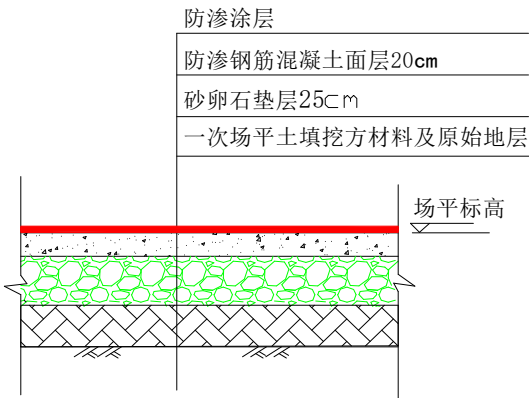 防渗涂层
防渗钢筋混凝土面层20cm
砂卵石垫层25cm
一次场平土填挖方材料及原始地层
场平标高